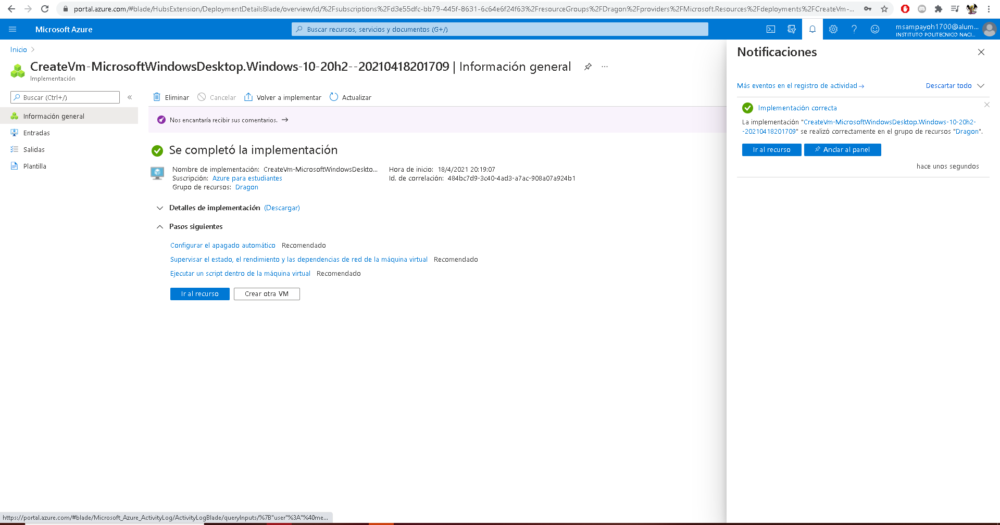 portal.azure.com/#blade/HubsExtension/DeploymentDetailsBlade/overview/id/%2Fsubscriptions%2Fd3e55dfc-bb79-445f-8631-6c64e6f24f63%2FresourceGroups%2FDragon%2Fproviders%2FMicrosoft.Resources%2Fdeployments%2FCreateVm-...
Microsoft Azure
Buscar recursos, servicios y documentos (G+/)
msampayoh1700@alum...
INSTITUTO POLITECNICO NACI...
Inicio
CreateVm-MicrosoftWindowsDesktop.Windows-10-20h2--20210418201709 | Información general
...
Implementación
Buscar (Ctrl+/)
«
Información general
Entradas
Salidas
Plantilla
Eliminar
Cancelar
Volver a implementar
Actualizar
Nos encantaría recibir sus comentarios. →
Se completó la implementación
Nombre de implementación: CreateVm-MicrosoftWindowsDeskto...
Suscripción: Azure para estudiantes
Grupo de recursos: Dragon
Hora de inicio: 18/4/2021 20:19:07
Id. de correlación: 484bc7d9-3c40-4ad3-a7ac-908a07a924b1
Detalles de implementación (Descargar)
Pasos siguientes
Configurar el apagado automático Recomendado
Supervisar el estado, el rendimiento y las dependencias de red de la máquina virtual Recomendado
Ejecutar un script dentro de la máquina virtual Recomendado
Ir al recurso
Crear otra VM
Notificaciones
Más eventos en el registro de actividad →
Descartar todo
Implementación correcta
La implementación "CreateVm-MicrosoftWindowsDesktop.Windows-10-20h2-
-20210418201709" se realizó correctamente en el grupo de recursos "Dragon".
Ir al recurso
Anclar al panel
hace unos segundos
https://portal.azure.com/#blade/Microsoft_Azure_ActivityLog/ActivityLogBlade/queryInputs/%7B"user"%3A"%40me...